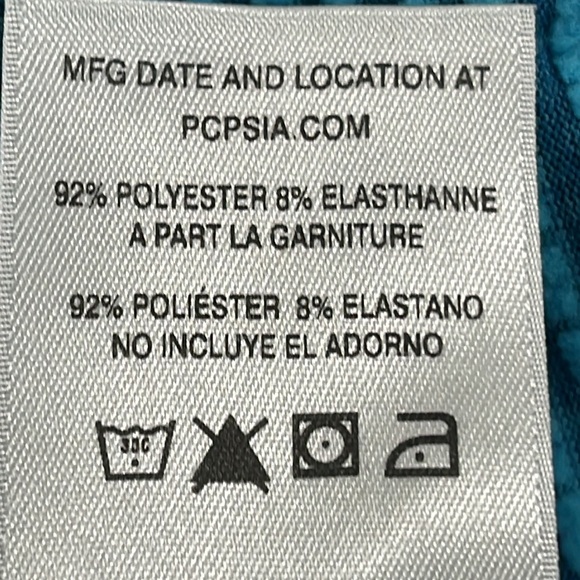 MFG DATE AND LOCATION AT
PCPSIA.COM
92% POLYESTER 8% ELASTHANNE
A PART LA GARNITURE
92% POLIÉSTER 8% ELASTANO
NO INCLUYE EL ADORNO
30C